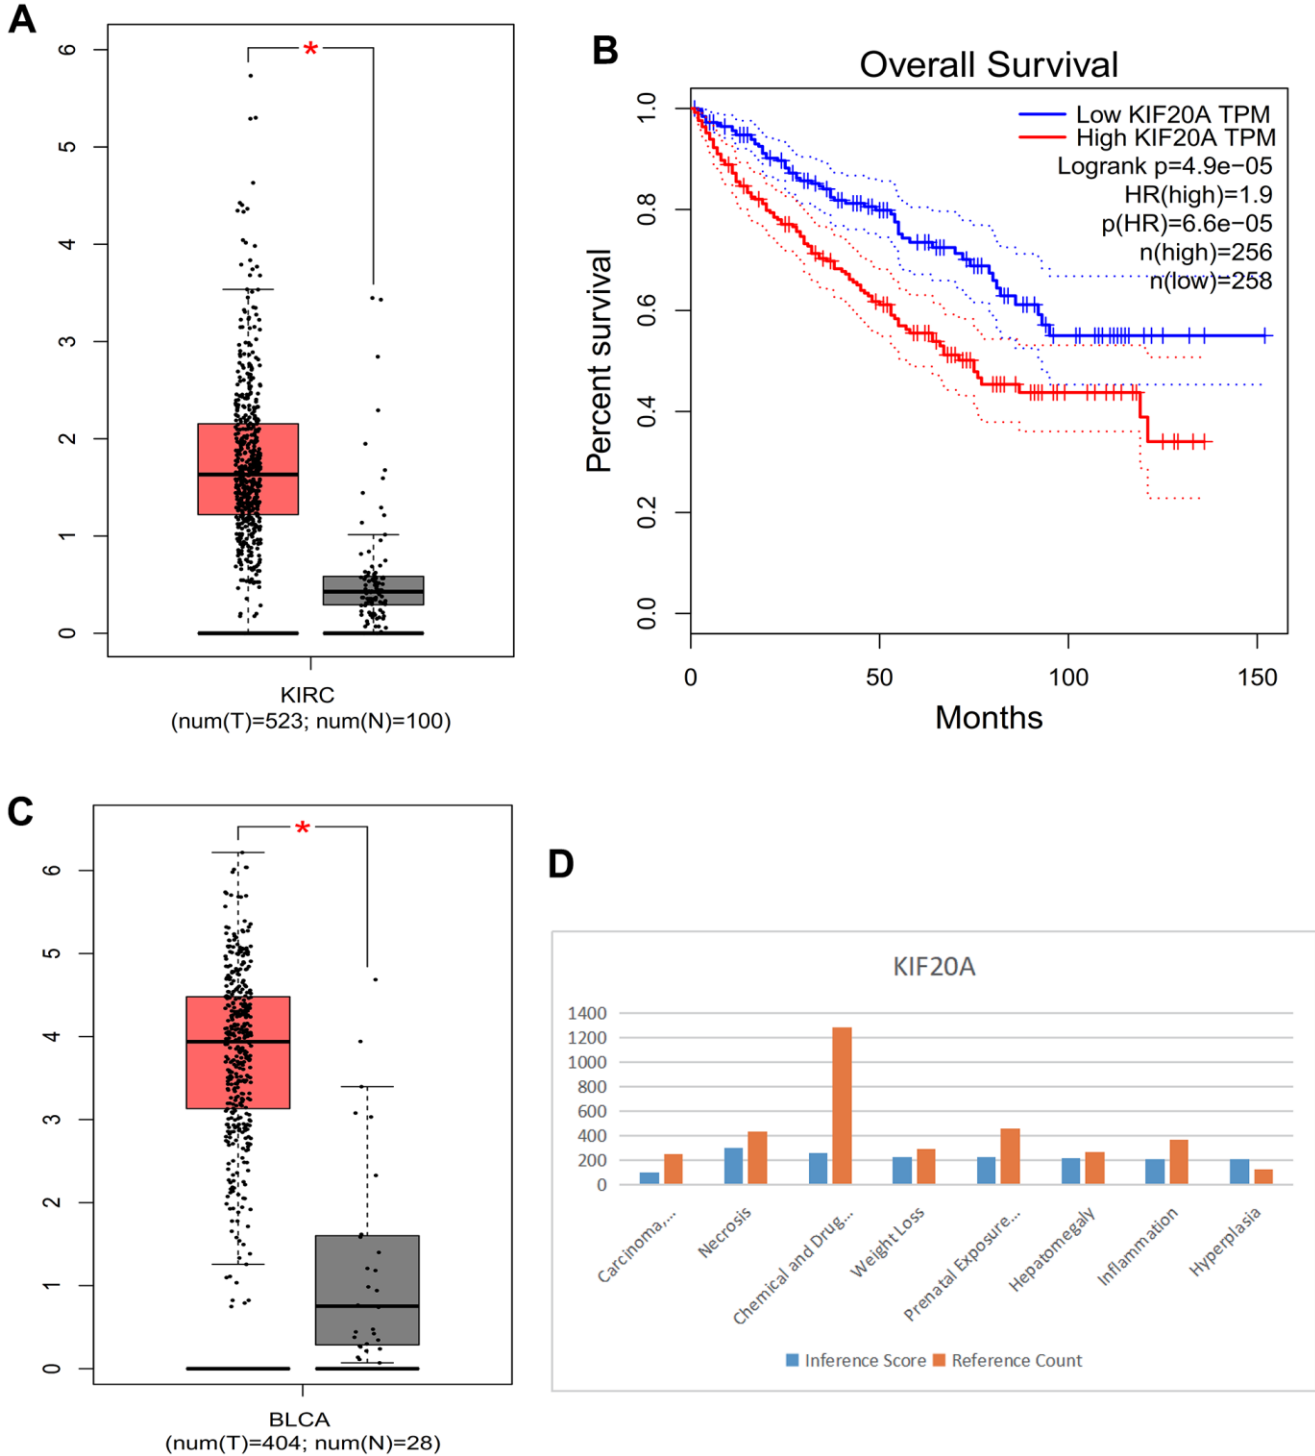 A
6
5
4
3
2
1
0
*
KIRC
(num(T)=523; num(N)=100)
B
Overall Survival
Percent survival
1.0
0.8
0.6
0.4
0.2
0.0
Low KIF20A TPM
High KIF20A TPM
Logrank p=4.9e−05
HR(high)=1.9
p(HR)=6.6e−05
n(high)=256
n(low)=258
0 50 100 150
Months
C
6
5
4
3
2
1
0
*
BLCA
(num(T)=404; num(N)=28)
D
KIF20A
1400
1200
1000
800
600
400
200
0
Carcinoma,...
Necrosis
Chemical and Drug...
Weight Loss
Prenatal Exposure...
Hepatomegaly
Inflammation
Hyperplasia
Inference Score Reference Count